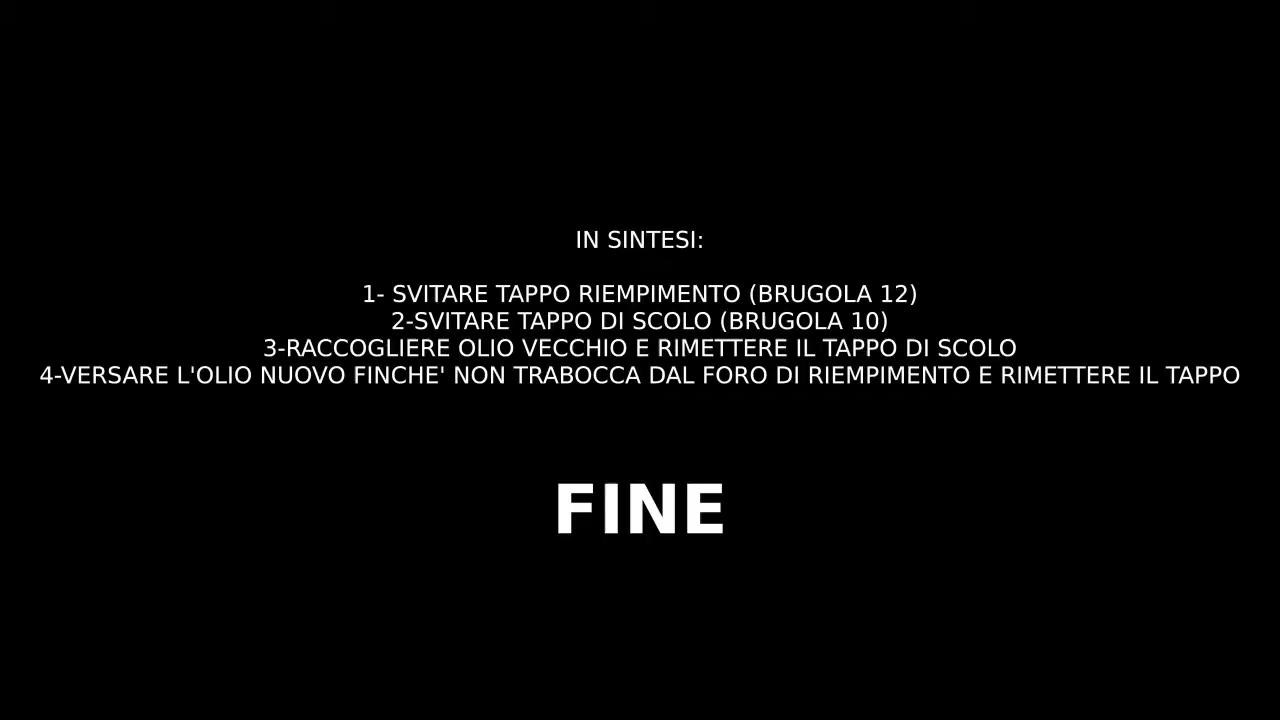 IN SINTESI:
1- SVITARE TAPPO RIEMPIMENTO (BRUGOLA 12)
2-SVITARE TAPPO DI SCOLO (BRUGOLA 10)
3-RACCOGLIERE OLIO VECCHIO E RIMETTERE IL TAPPO DI SCOLO
4-VERSARE L'OLIO NUOVO FINCHE' NON TRABOCCA DAL FORO DI RIEMPIMENTO E RIMETTERE IL TAPPO
FINE